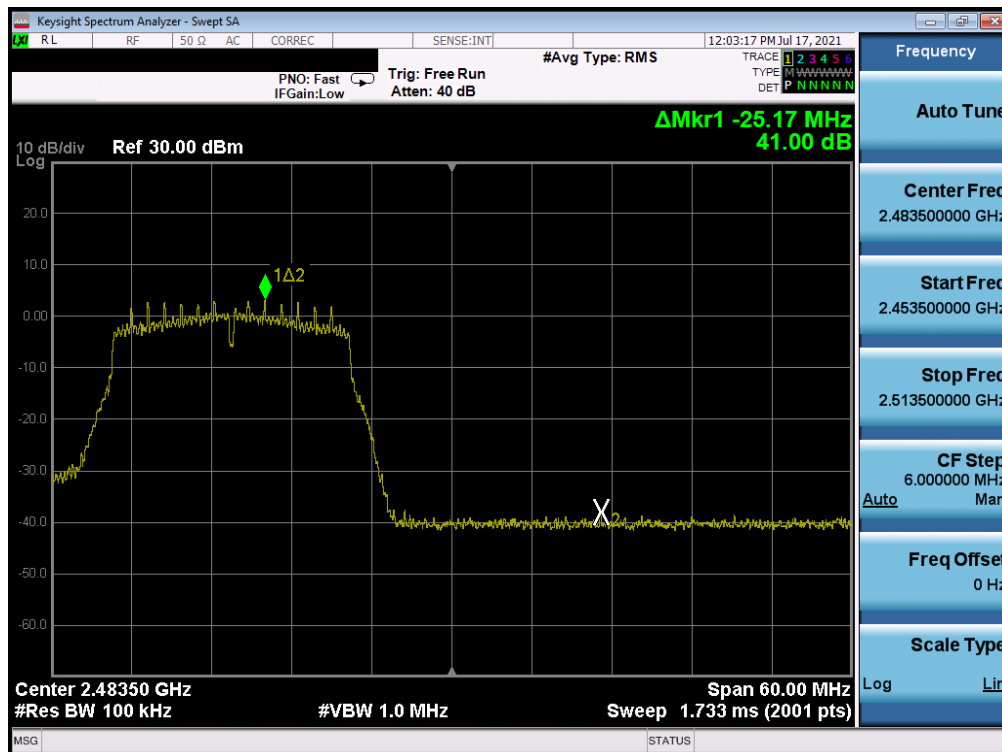 Keysight Spectrum Analyzer - Swept SA
LXI RL RF 50 Ω AC CORREC SENSE:INT 12:03:17 PM Jul 17, 2021
PNO: Fast
IFGain:Low
Trig: Free Run
Atten: 40 dB
#Avg Type: RMS
TRACE 1 2 3 4 5 6
TYPE M W W W W W
DET P N N N N N
ΔMkr1 -25.17 MHz
41.00 dB
10 dB/div Ref 30.00 dBm
Log
20.0
10.0
0.00
-10.0
-20.0
-30.0
-40.0
-50.0
-60.0
1Δ2
X2
Center 2.48350 GHz Span 60.00 MHz
#Res BW 100 kHz #VBW 1.0 MHz Sweep 1.733 ms (2001 pts)
MSG STATUS
Frequency
Auto Tune
Center Freq
2.483500000 GHz
Start Freq
2.453500000 GHz
Stop Freq
2.513500000 GHz
CF Step
6.000000 MHz
Auto Man
Freq Offset
0 Hz
Scale Type
Log Lin